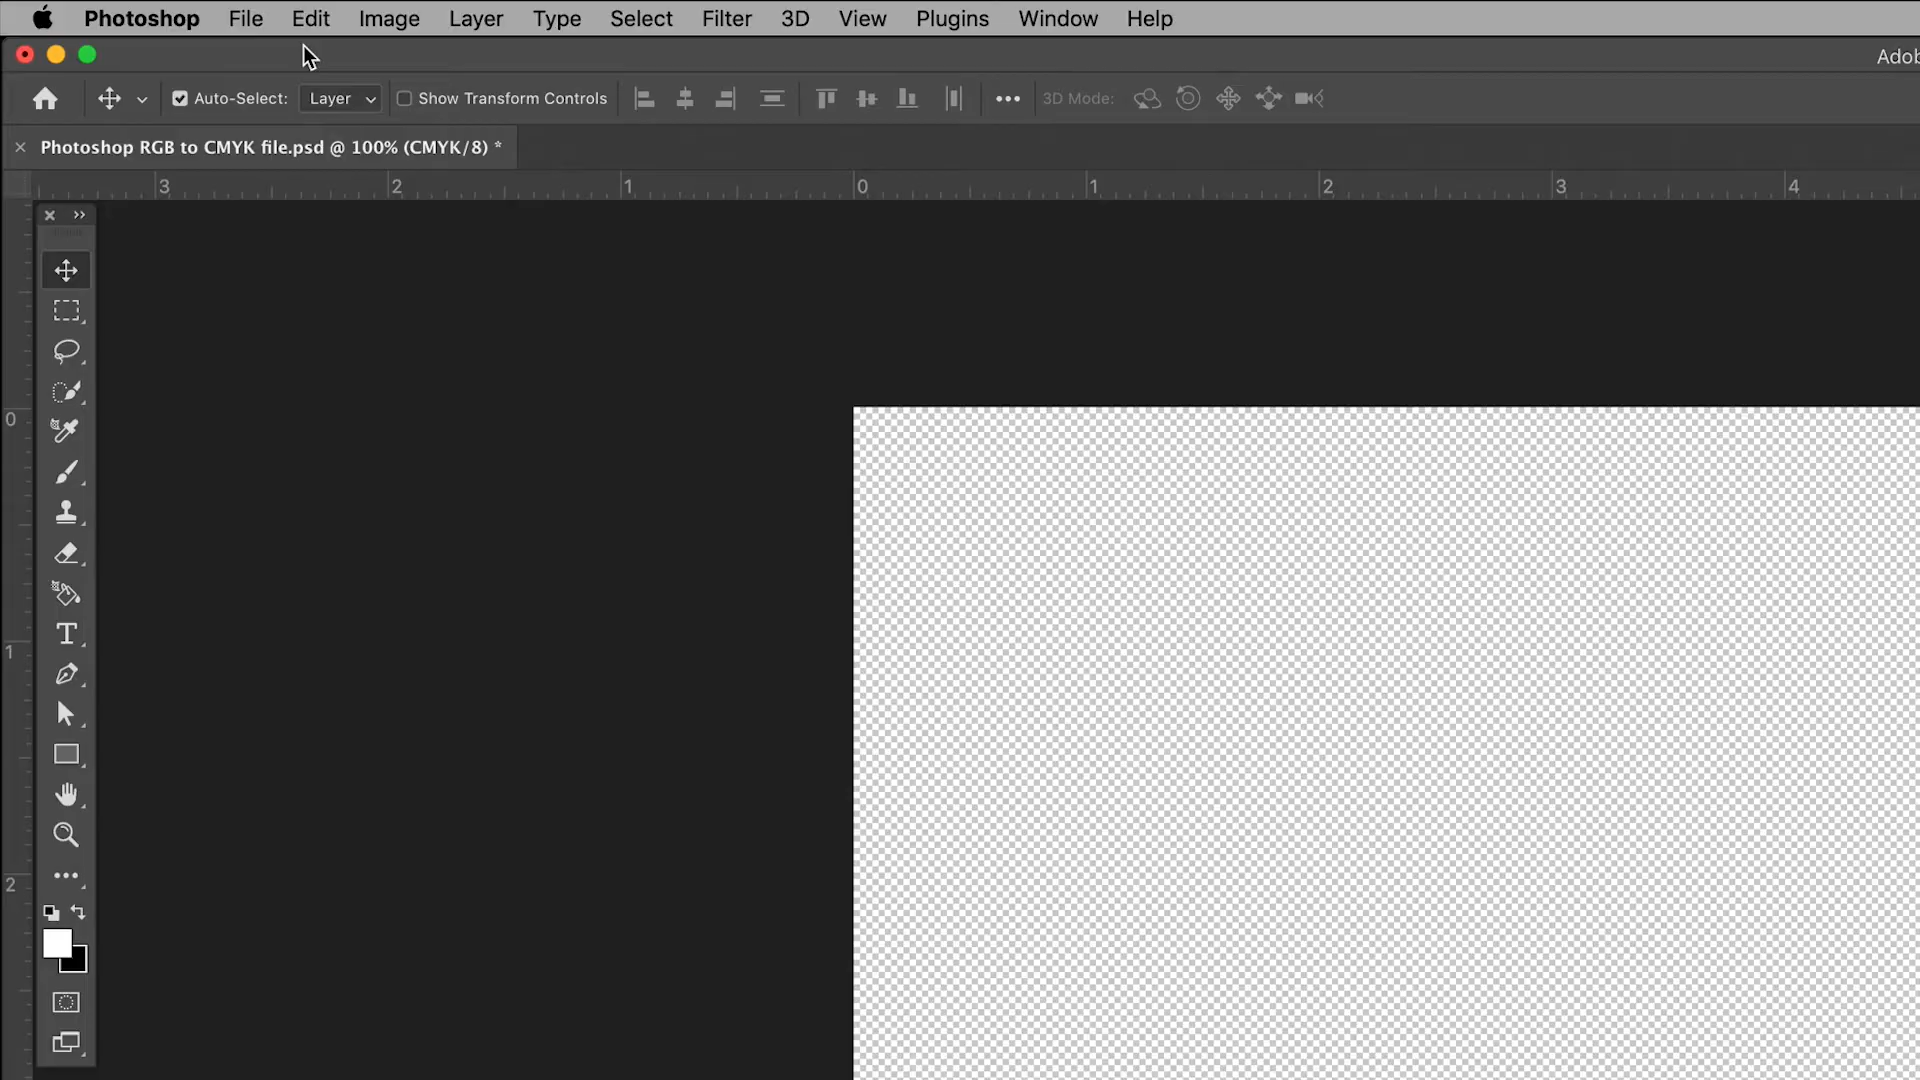 Photoshop File Edit Image Layer Type Select Filter 3D View Plugins Window Help
Auto-Select: Layer Show Transform Controls 3D Mode:
Photoshop RGB to CMYK file.psd @ 100% (CMYK/8) *
3 2 1 0 1 2 3 4
0
1
2